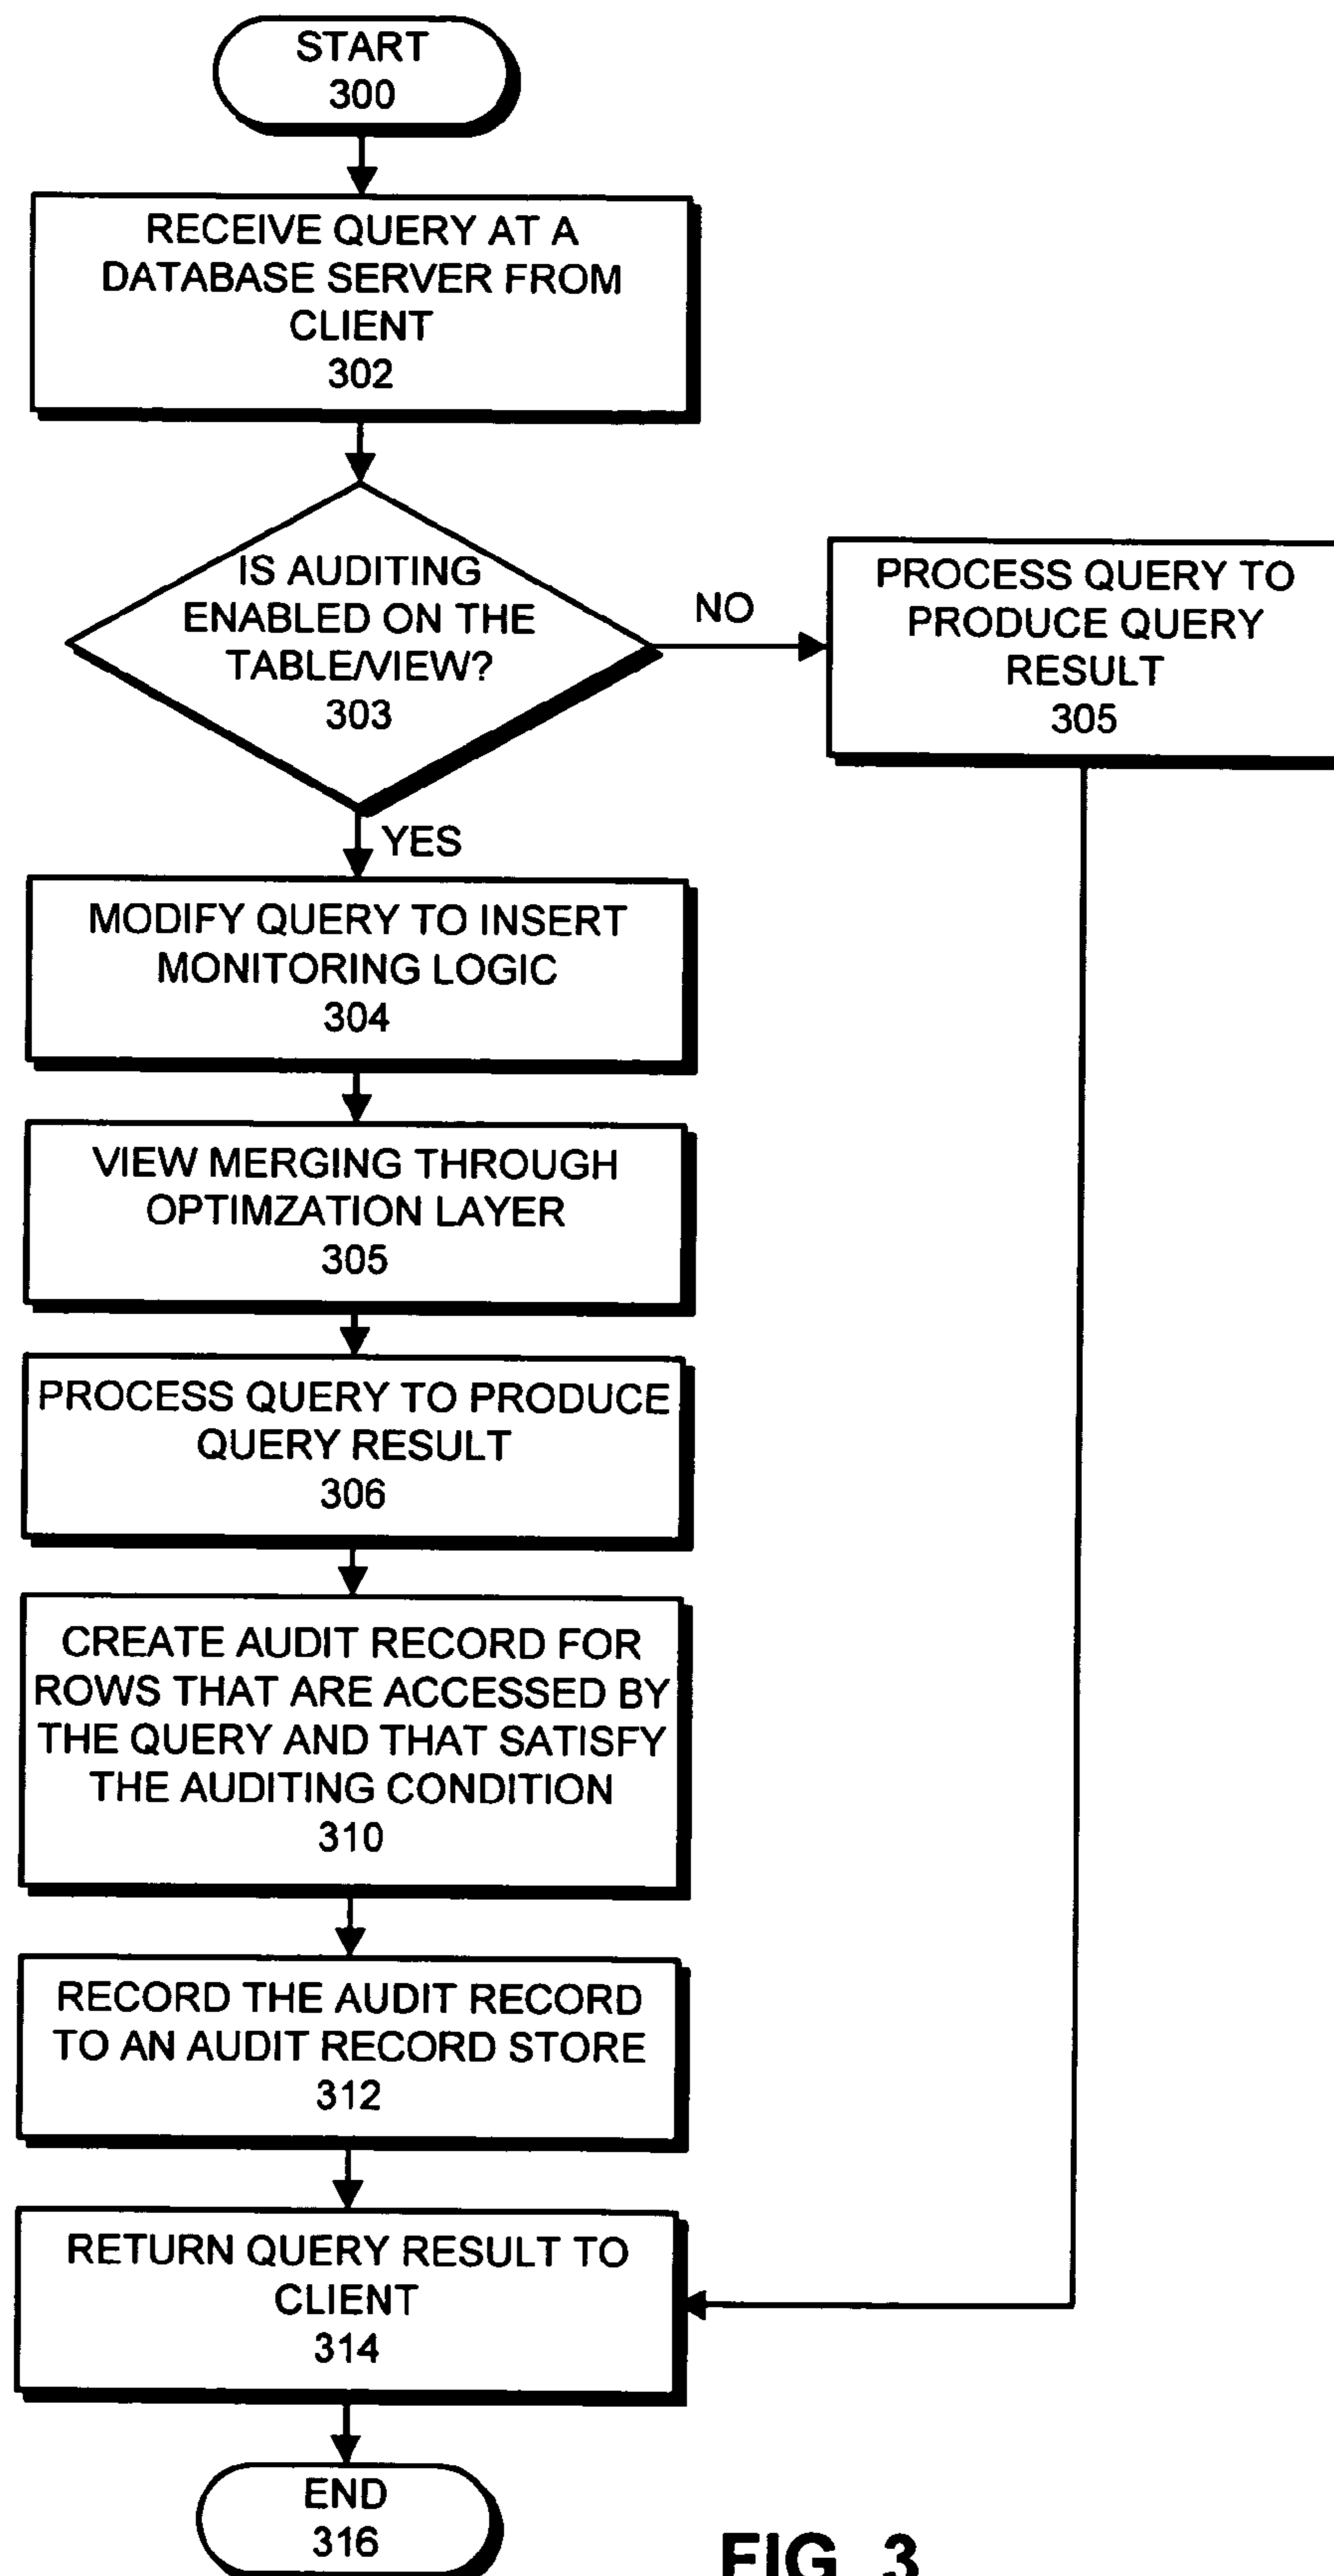 START
300
RECEIVE QUERY AT A
DATABASE SERVER FROM
CLIENT
302
IS AUDITING
ENABLED ON THE
TABLE/VIEW?
303
NO
PROCESS QUERY TO
PRODUCE QUERY
RESULT
305
YES
MODIFY QUERY TO INSERT
MONITORING LOGIC
304
VIEW MERGING THROUGH
OPTIMZATION LAYER
305
PROCESS QUERY TO PRODUCE
QUERY RESULT
306
CREATE AUDIT RECORD FOR
ROWS THAT ARE ACCESSED BY
THE QUERY AND THAT SATISFY
THE AUDITING CONDITION
310
RECORD THE AUDIT RECORD
TO AN AUDIT RECORD STORE
312
RETURN QUERY RESULT TO
CLIENT
314
END
316
FIG. 3